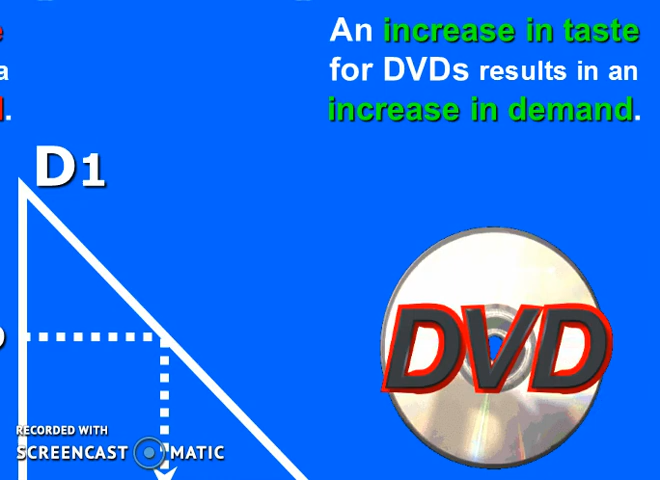 An increase in taste
for DVDs results in an
increase in demand.
D1
DVD
RECORDED WITH
SCREENCAST MATIC